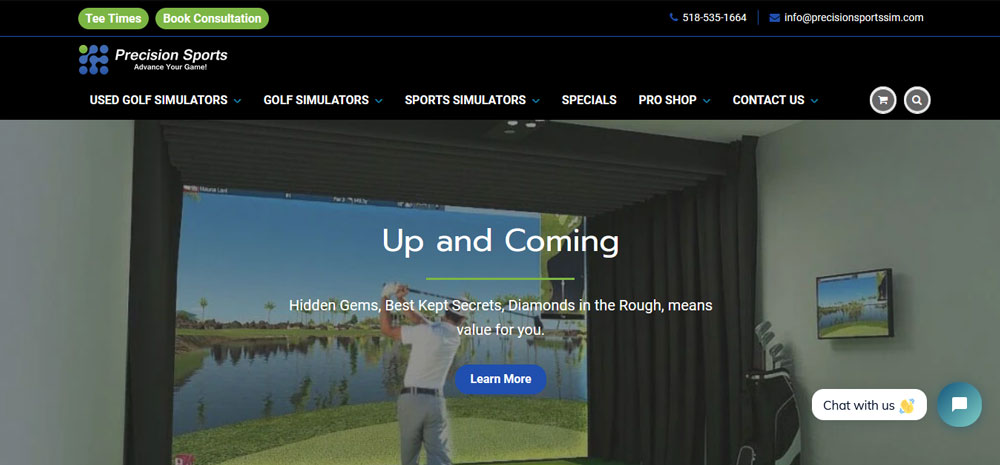 Tee Times
Book Consultation
518-535-1664
info@precisionsportssim.com
Precision Sports
Advance Your Game!
USED GOLF SIMULATORS
GOLF SIMULATORS
SPORTS SIMULATORS
SPECIALS
PRO SHOP
CONTACT US
Up and Coming
Hidden Gems, Best Kept Secrets, Diamonds in the Rough, means
value for you.
Learn More
Chat with us 👋